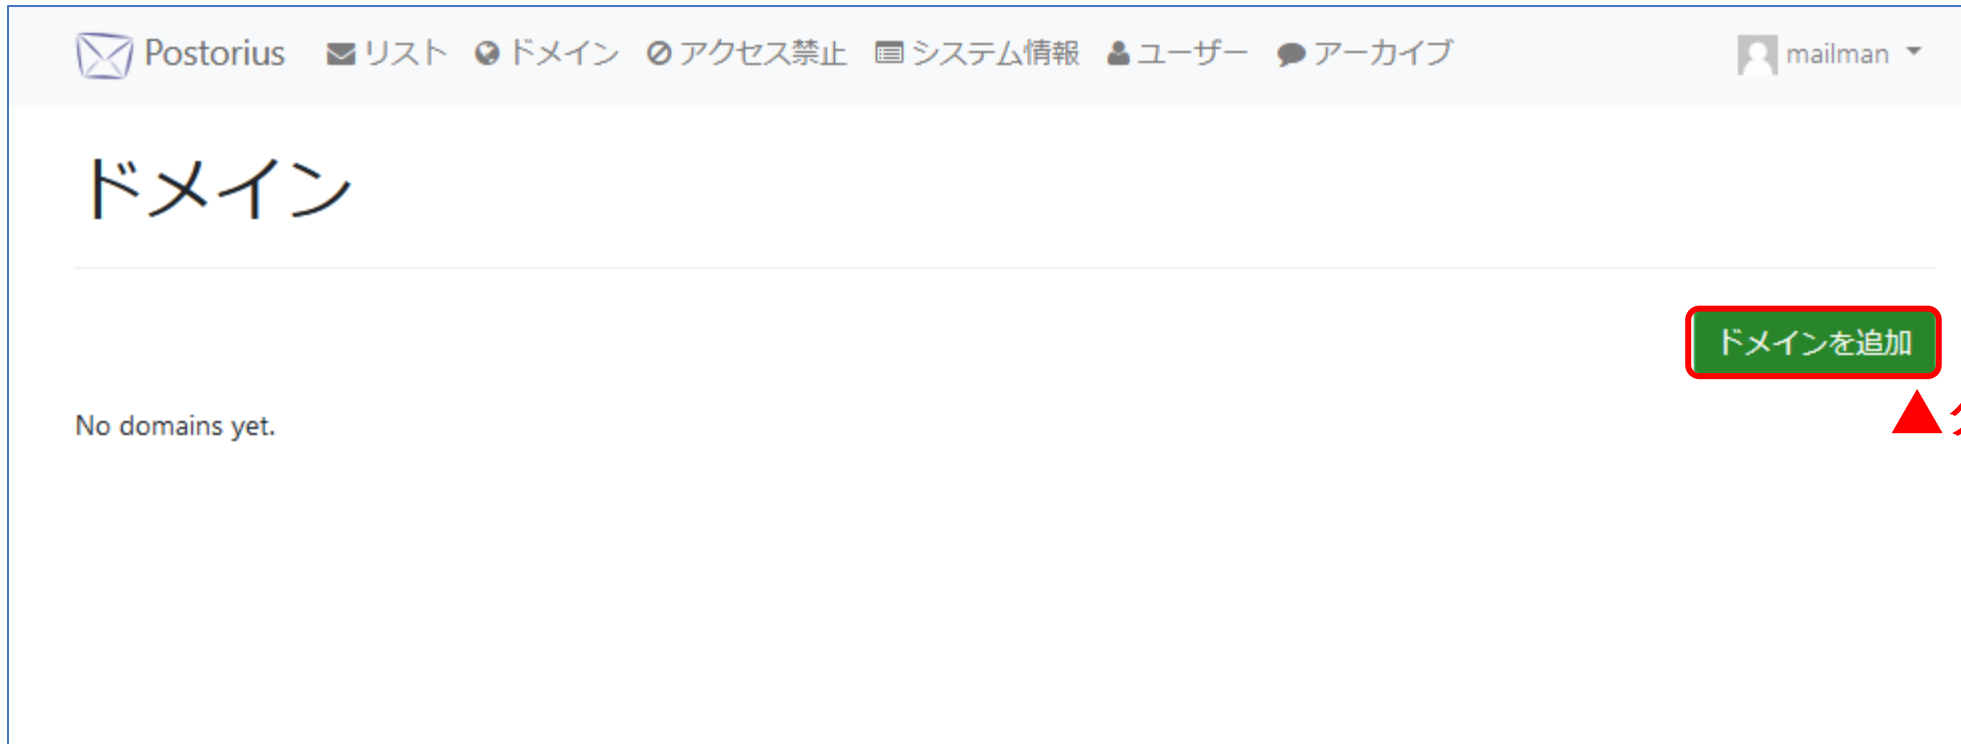 Postorius リスト ドメイン アクセス禁止 システム情報 ユーザー アーカイブ mailman
ドメイン
ドメインを追加
No domains yet.